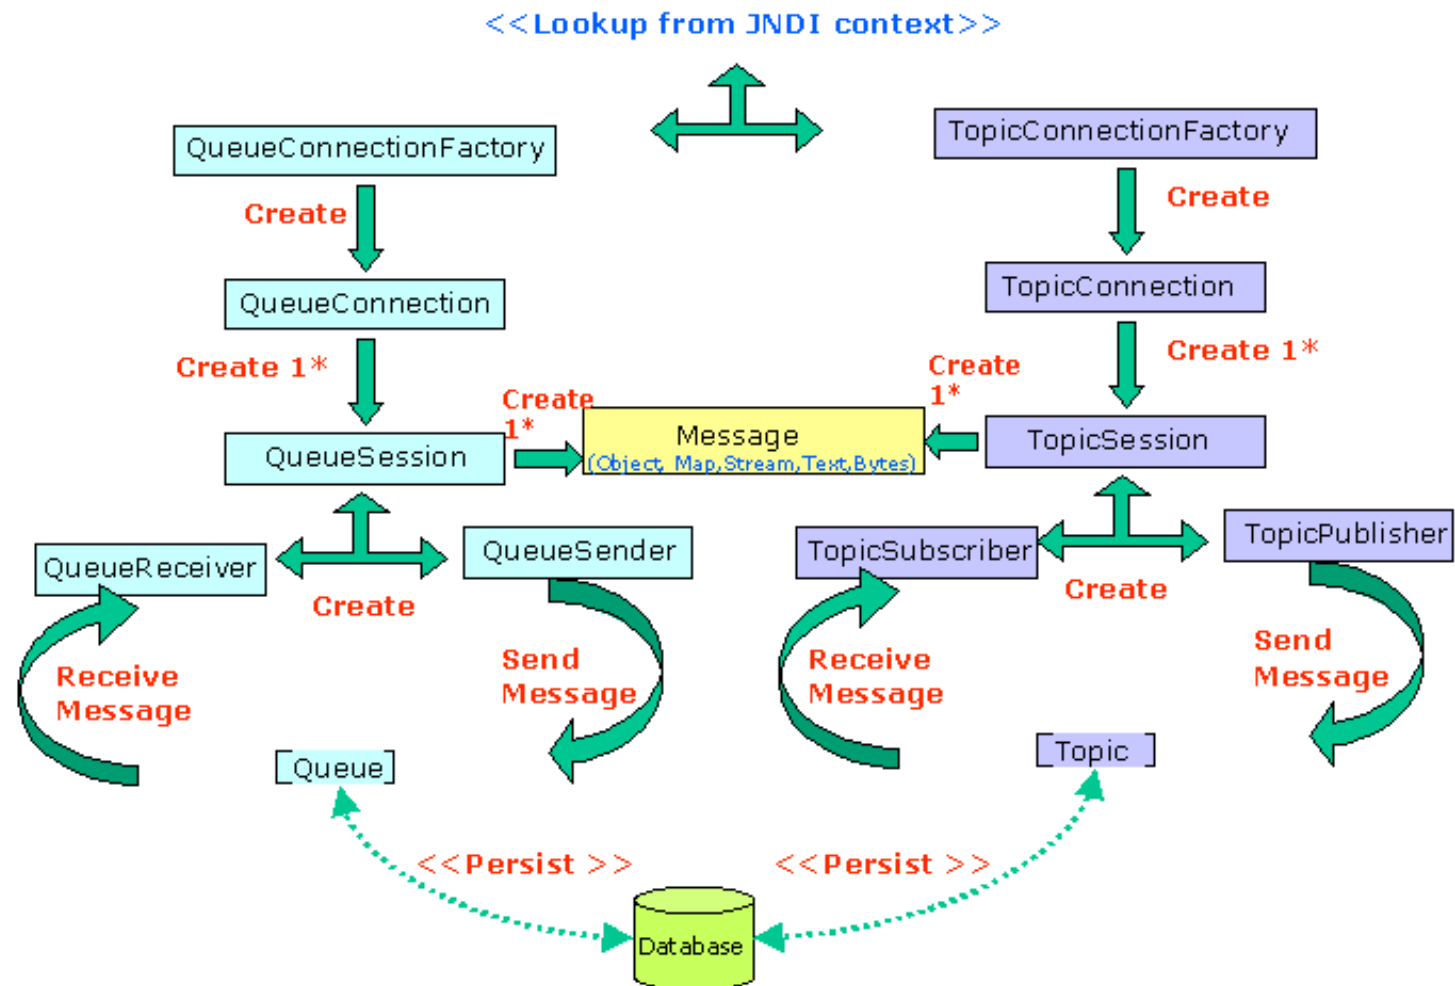 <<Lookup from JNDI context>>
QueueConnectionFactory
TopicConnectionFactory
Create
Create
QueueConnection
TopicConnection
Create 1*
Create 1*
Create
1*
Create
1*
Message
(Object, Map,Stream,Text,Bytes)
QueueSession
TopicSession
QueueReceiver
QueueSender
TopicSubscriber
TopicPublisher
Create
Create
Receive
Message
Send
Message
Receive
Message
Send
Message
[Queue]
[Topic]
<<Persist >>
<<Persist >>
Database